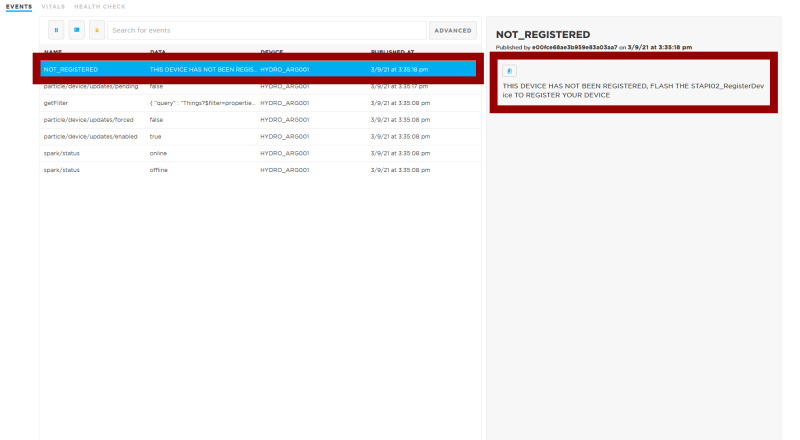 EVENTS VITALS HEALTH CHECK
Search for events ADVANCED
NAME DATA DEVICE PUBLISHED AT
NOT_REGISTERED THIS DEVICE HAS NOT BEEN REGIS... HYDRO_ARG001 3/9/21 at 3:35:18 pm
particle/device/updates/pending false HYDRO_ARG001 3/9/21 at 3:35:17 pm
getFilter { "query" : "Things?$filter=propertie... HYDRO_ARG001 3/9/21 at 3:35:08 pm
particle/device/updates/forced false HYDRO_ARG001 3/9/21 at 3:35:08 pm
particle/device/updates/enabled true HYDRO_ARG001 3/9/21 at 3:35:08 pm
spark/status online HYDRO_ARG001 3/9/21 at 3:35:08 pm
spark/status offline HYDRO_ARG001 3/9/21 at 3:35:08 pm
NOT_REGISTERED
Published by e00fce68ae3b959e83a03aa7 on 3/9/21 at 3:35:18 pm
THIS DEVICE HAS NOT BEEN REGISTERED, FLASH THE STAPI02_RegisterDev
ice TO REGISTER YOUR DEVICE